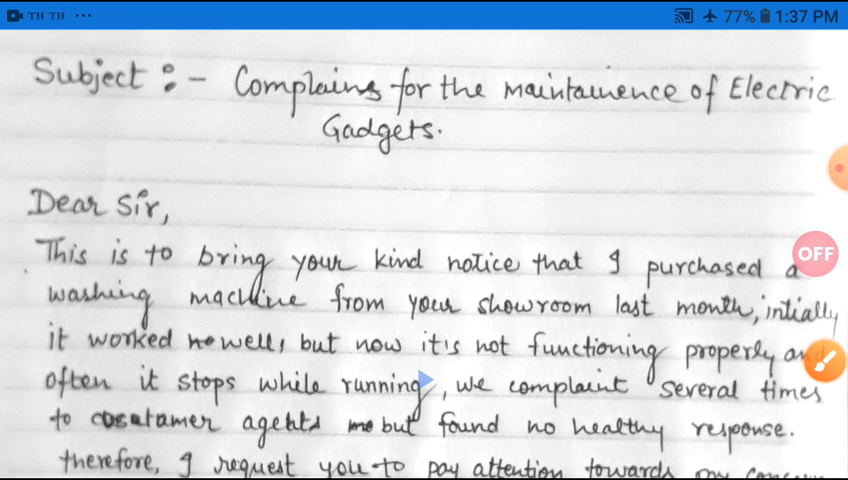 TH TH ... 77% 1:37 PM
Subject :- Complains for the maintainence of Electric
Gadgets.
Dear Sir,
This is to bring your kind notice that I purchased a
OFF
washing machine from your showroom last month, intially
it worked well, but now it's not functioning properly and
often it stops while running, we complaint several times
to agents but found no healthy response.
therefore, I request you to pay attention towards my